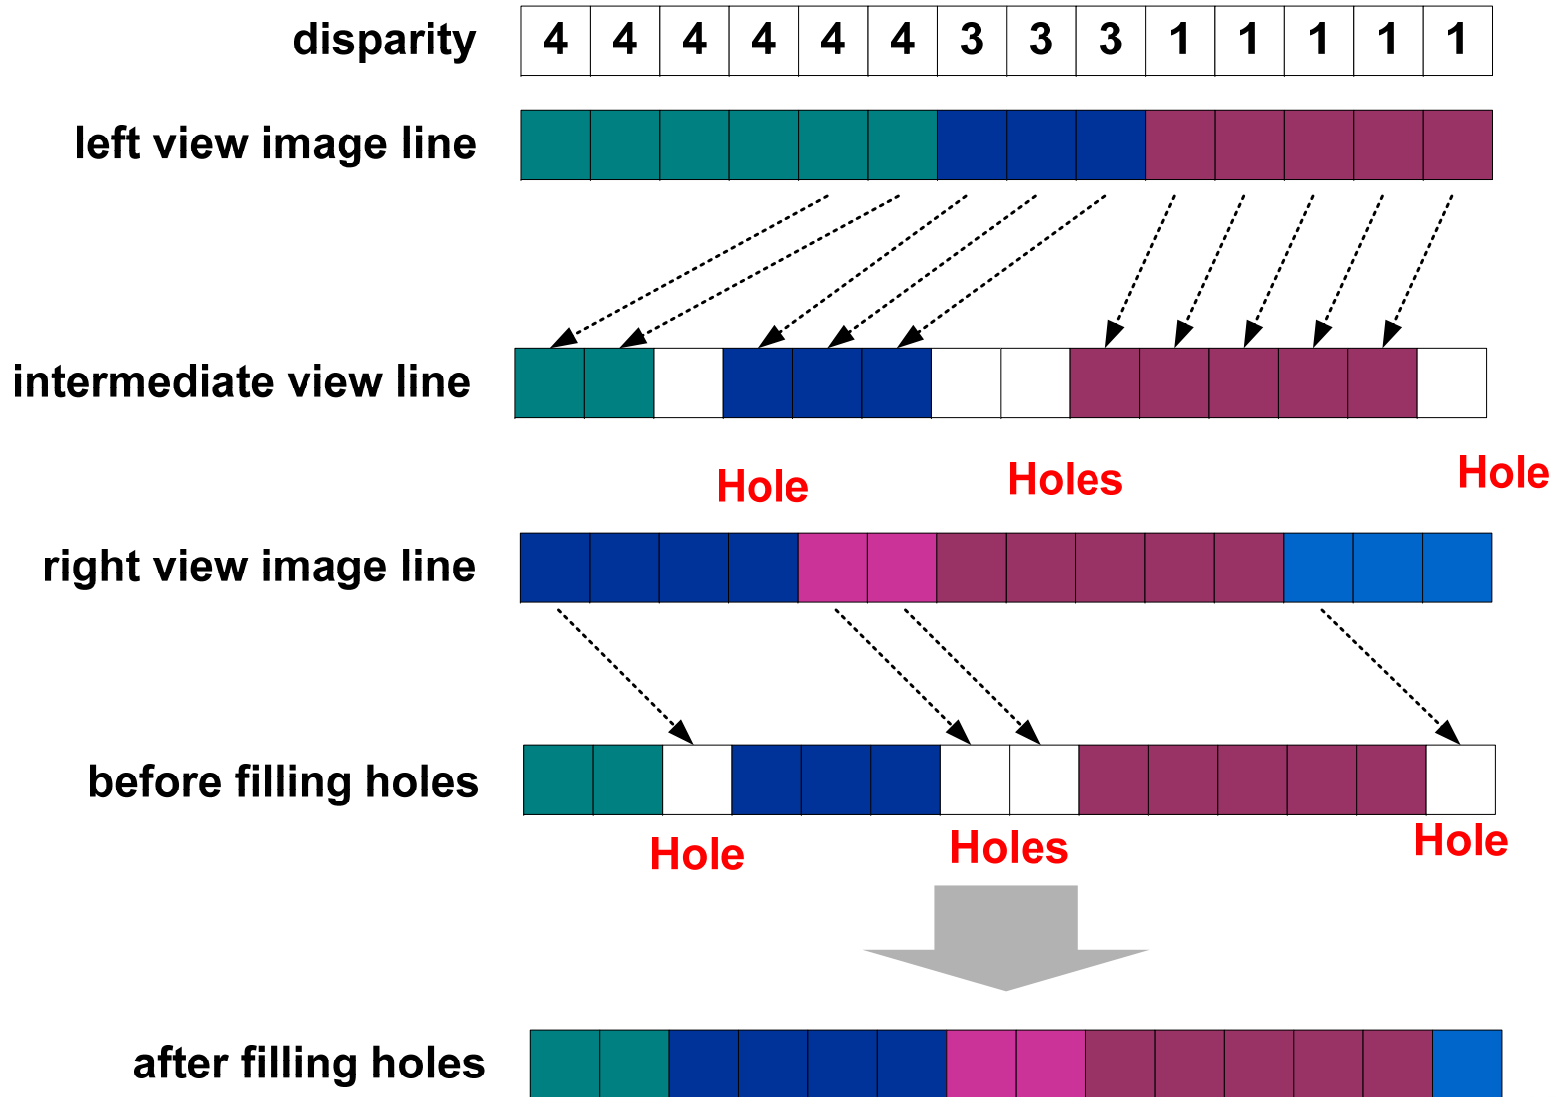 disparity 4 4 4 4 4 4 3 3 3 1 1 1 1 1
left view image line
intermediate view line
Hole Holes Hole
right view image line
before filling holes
Hole Holes Hole
after filling holes